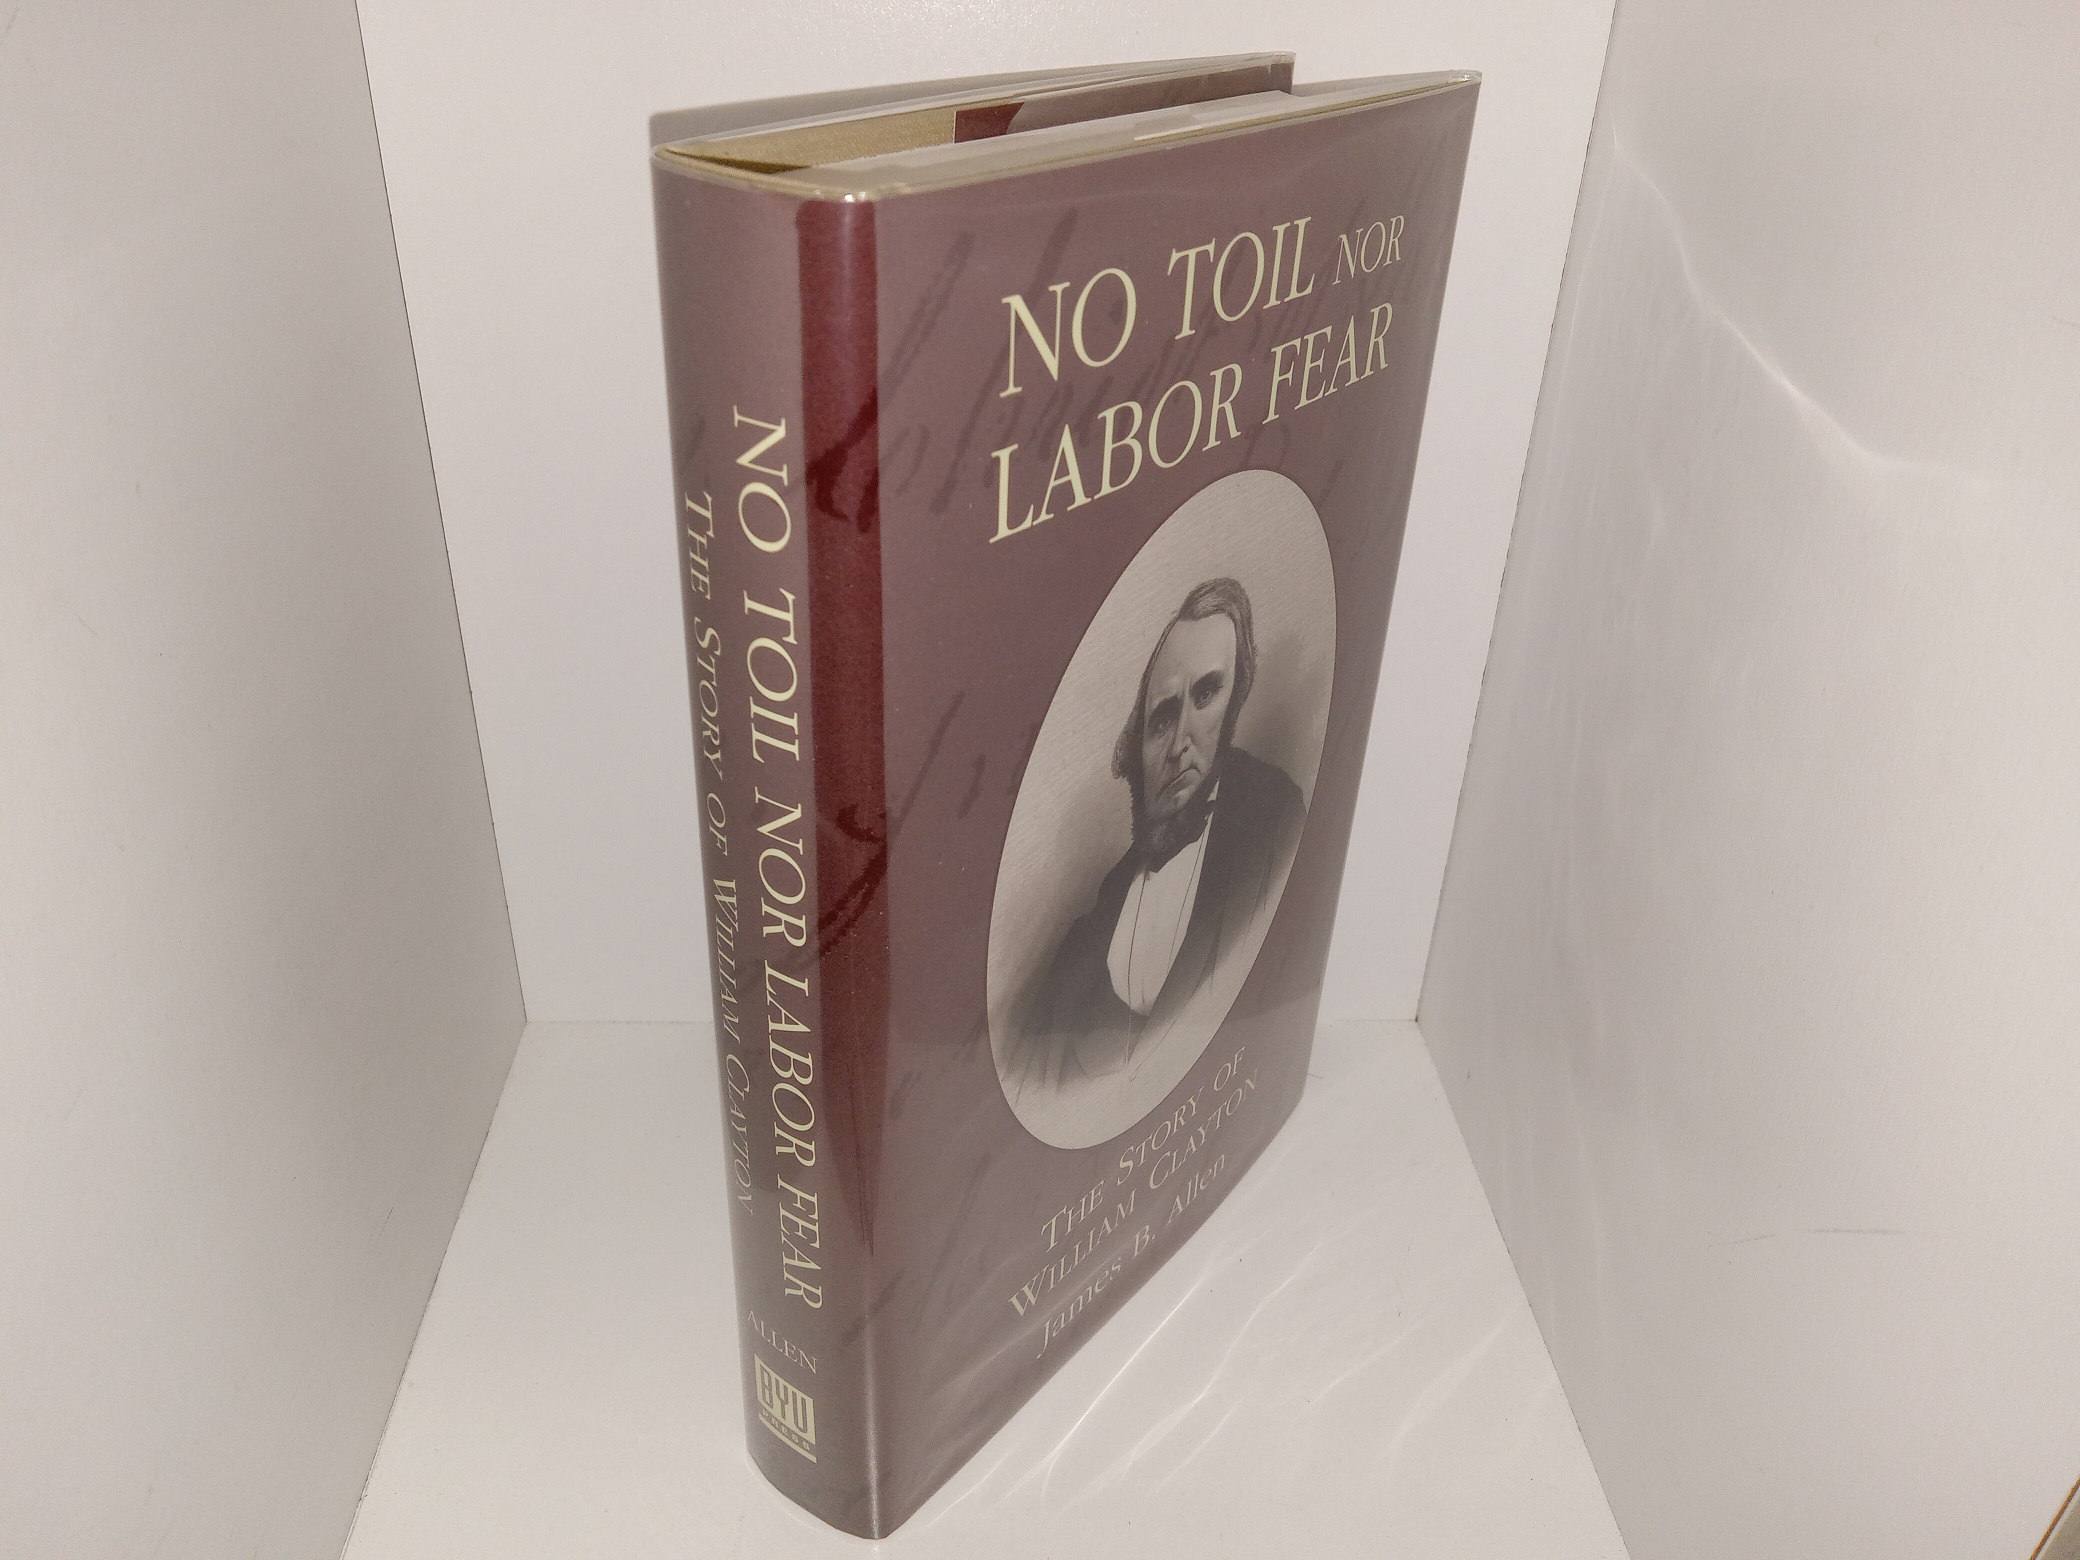 NO TOIL NOR LABOR FEAR
THE STORY OF WILLIAM CLAYTON
ALLEN
BYU
PRESS
NO TOIL NOR
LABOR FEAR
THE STORY OF
WILLIAM CLAYTON
James B. Allen